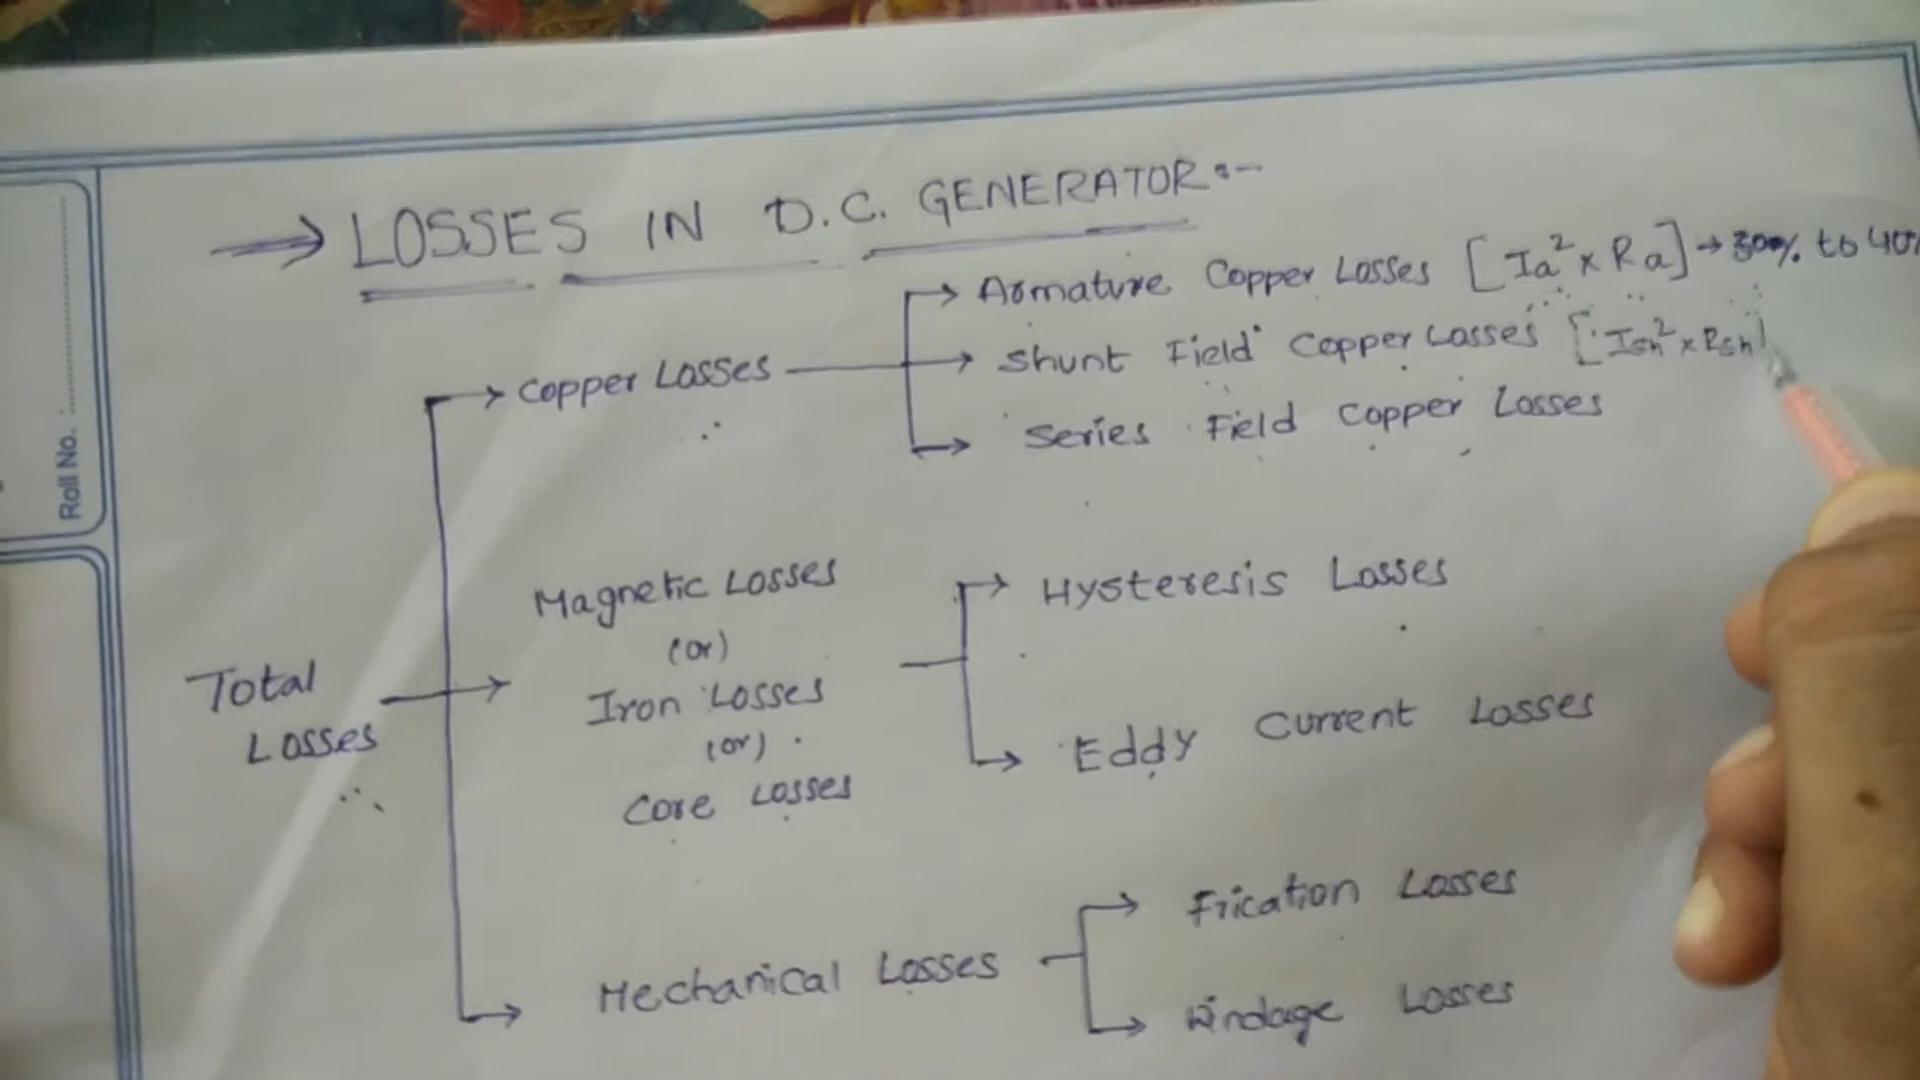 → LOSSES IN D.C. GENERATOR:-
→ Armature Copper Losses [Ia² × Ra] → 30% to 40%
→ Shunt Field Copper Losses [Ish² × Rsh]
→ Copper Losses
→ Series Field Copper Losses
Roll No. :
Magnetic Losses
(or)
Iron Losses
(or)
Core Losses
→ Hysteresis Losses
→ Eddy Current Losses
Total
Losses
→ Mechanical Losses
→ Frication Losses
→ Windage Losses